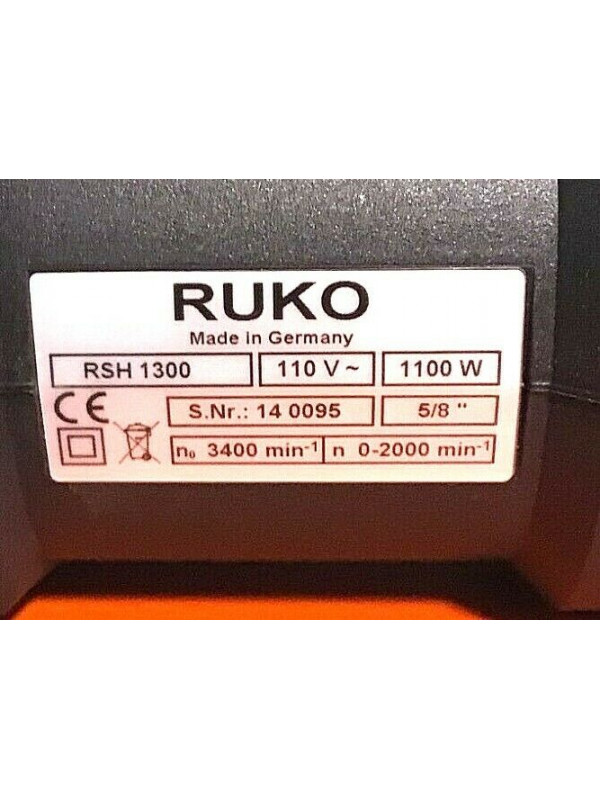 RUKO
Made in Germany
RSH 1300 110 V ~ 1100 W
CE S.Nr.: 14 0095 5/8 "
n₀ 3400 min⁻¹ n 0-2000 min⁻¹